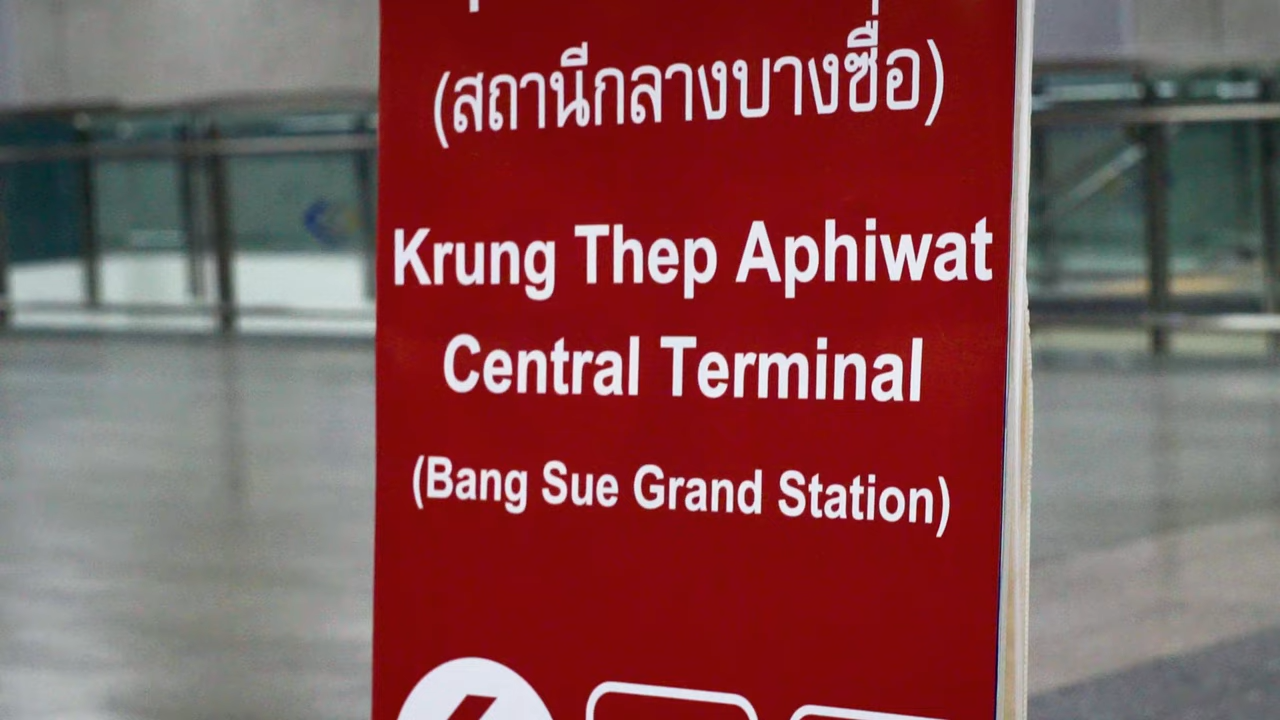 (สถานีกลางบางซื่อ)
Krung Thep Aphiwat
Central Terminal
(Bang Sue Grand Station)